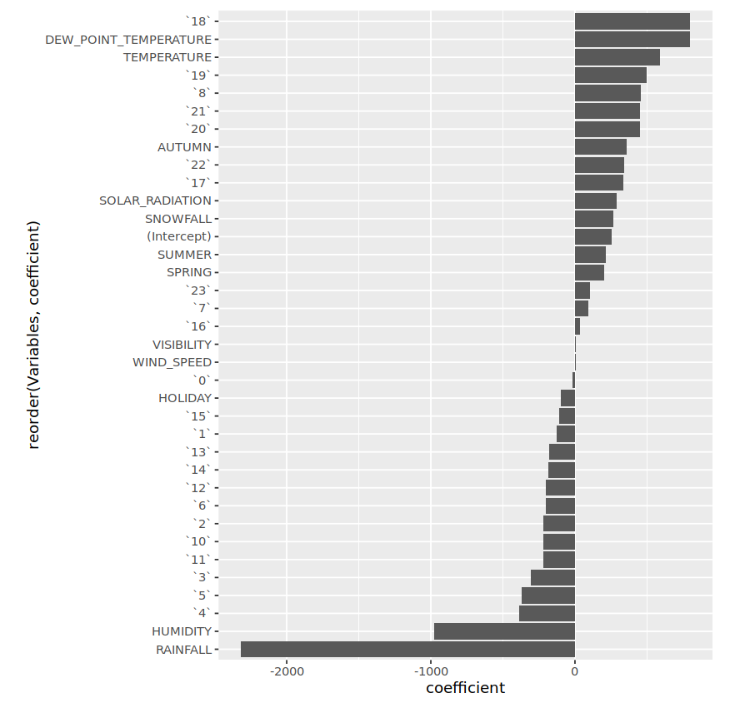 `18`
DEW_POINT_TEMPERATURE
TEMPERATURE
`19`
`8`
`21`
`20`
AUTUMN
`22`
`17`
SOLAR_RADIATION
SNOWFALL
(Intercept)
SUMMER
SPRING
`23`
`7`
`16`
VISIBILITY
WIND_SPEED
`0`
HOLIDAY
`15`
`1`
`13`
`14`
`12`
`6`
`2`
`10`
`11`
`3`
`5`
`4`
HUMIDITY
RAINFALL
reorder(Variables, coefficient)
-2000 -1000 0
coefficient